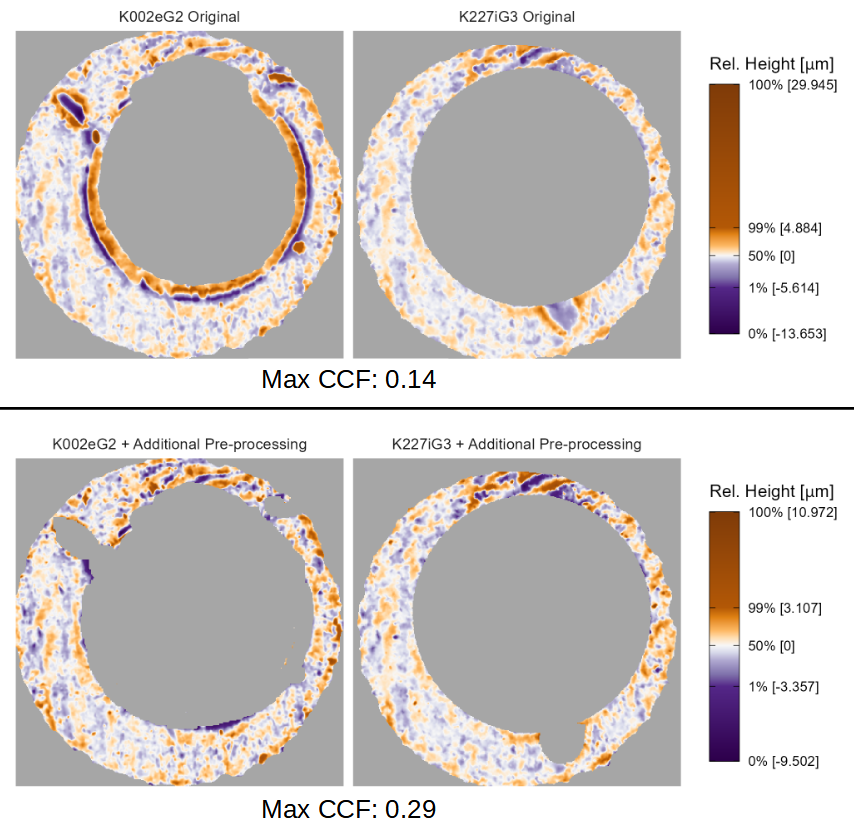 K002eG2 Original
K227iG3 Original
Rel. Height [μm]
100% [29.945]
99% [4.884]
50% [0]
1% [-5.614]
0% [-13.653]
Max CCF: 0.14
K002eG2 + Additional Pre-processing
K227iG3 + Additional Pre-processing
Rel. Height [μm]
100% [10.972]
99% [3.107]
50% [0]
1% [-3.357]
0% [-9.502]
Max CCF: 0.29